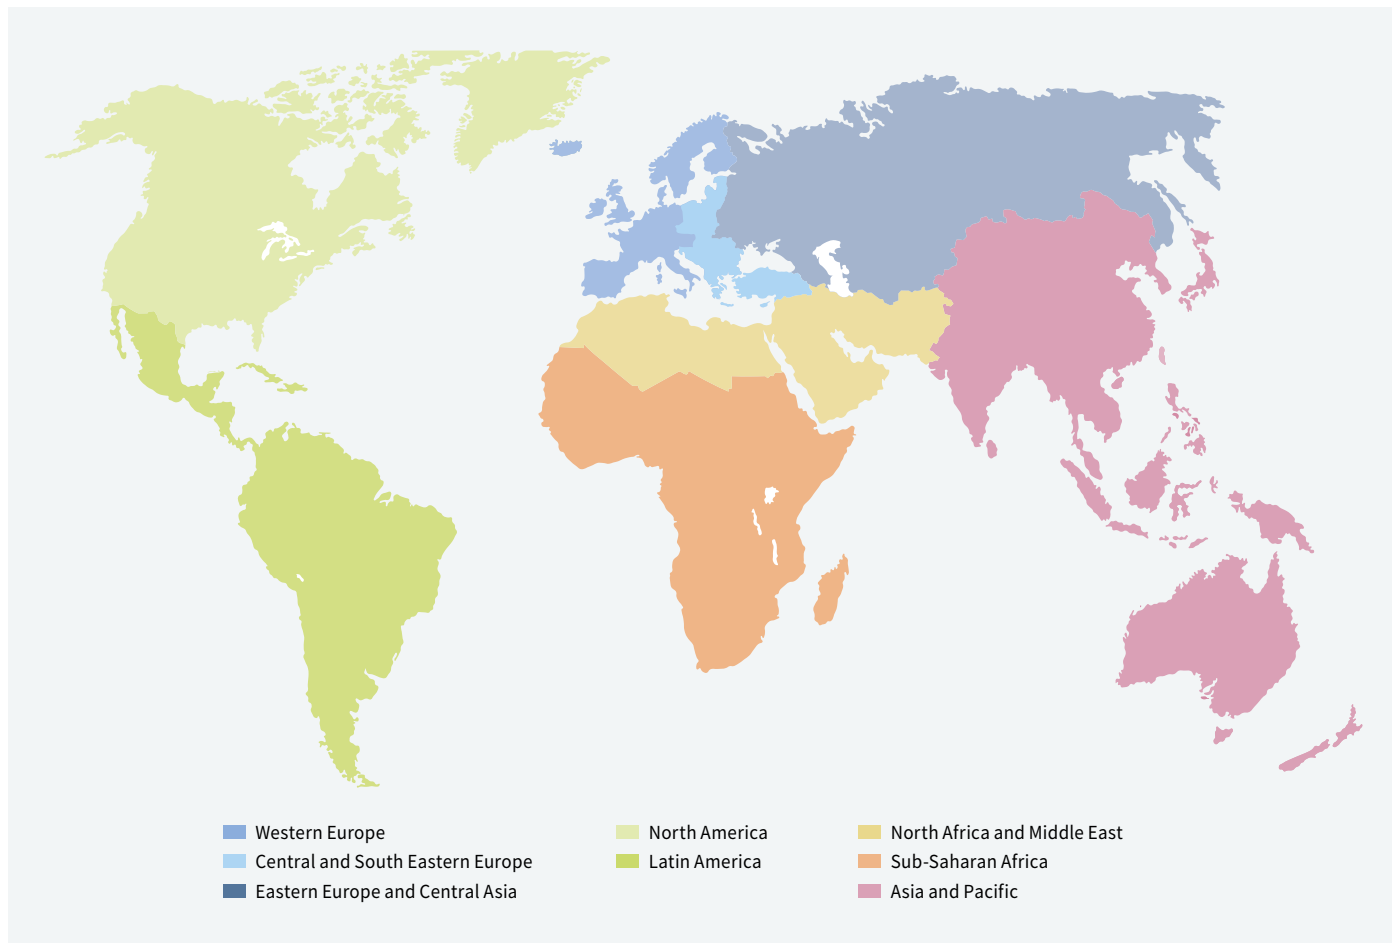 Western Europe
Central and South Eastern Europe
Eastern Europe and Central Asia
North America
Latin America
North Africa and Middle East
Sub-Saharan Africa
Asia and Pacific